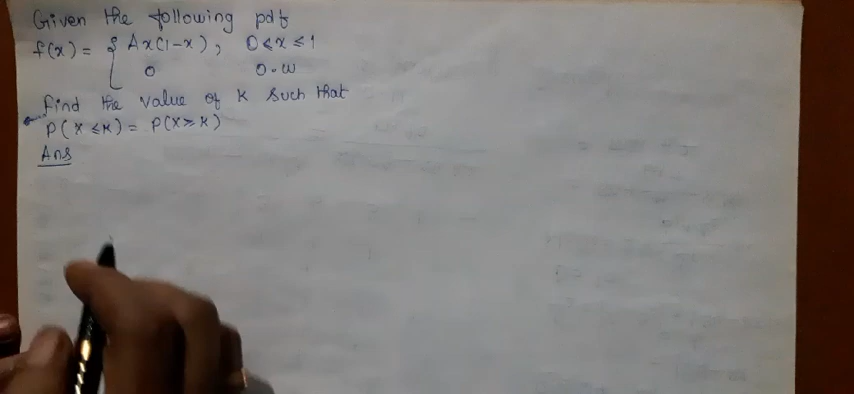 Given the following pdf
f(x) = { Ax(1-x), 0≤x≤1
0 o.w
find the value of K such that
P(X≤K) = P(X≥K)
Ans